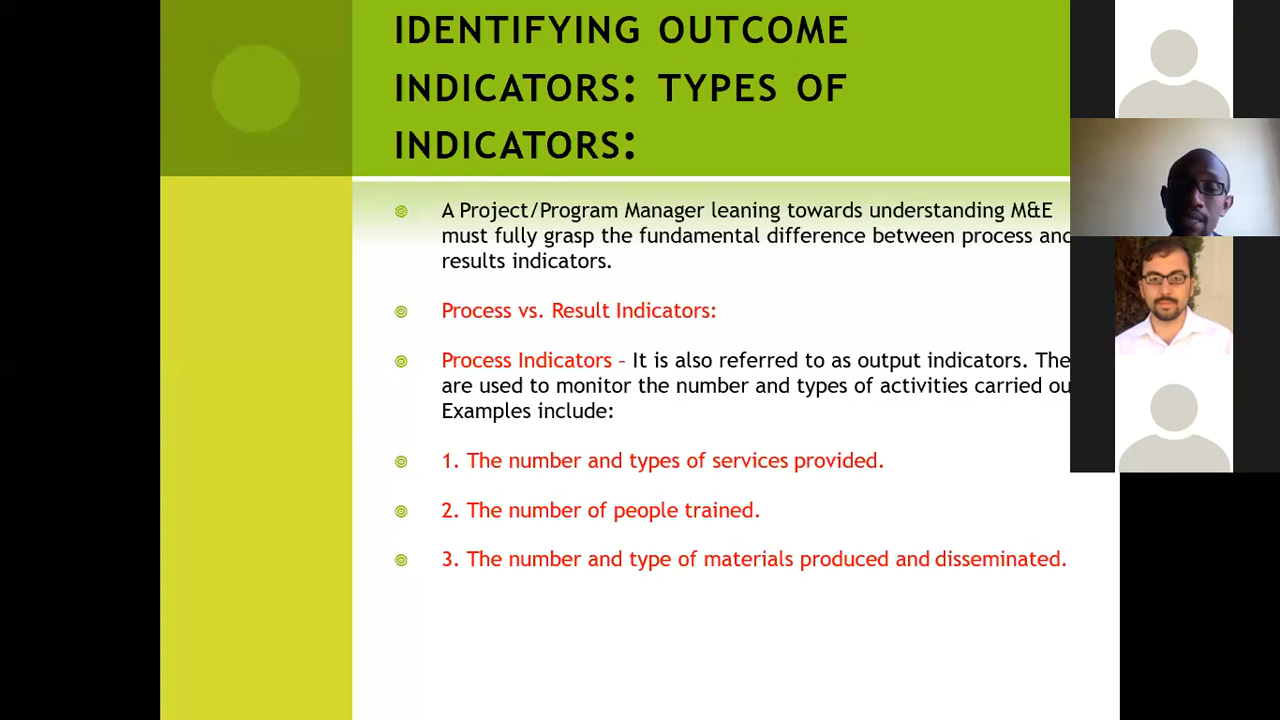 IDENTIFYING OUTCOME
INDICATORS: TYPES OF
INDICATORS:
A Project/Program Manager leaning towards understanding M&E
must fully grasp the fundamental difference between process and
results indicators.
Process vs. Result Indicators:
Process Indicators – It is also referred to as output indicators. The
are used to monitor the number and types of activities carried ou
Examples include:
1. The number and types of services provided.
2. The number of people trained.
3. The number and type of materials produced and disseminated.